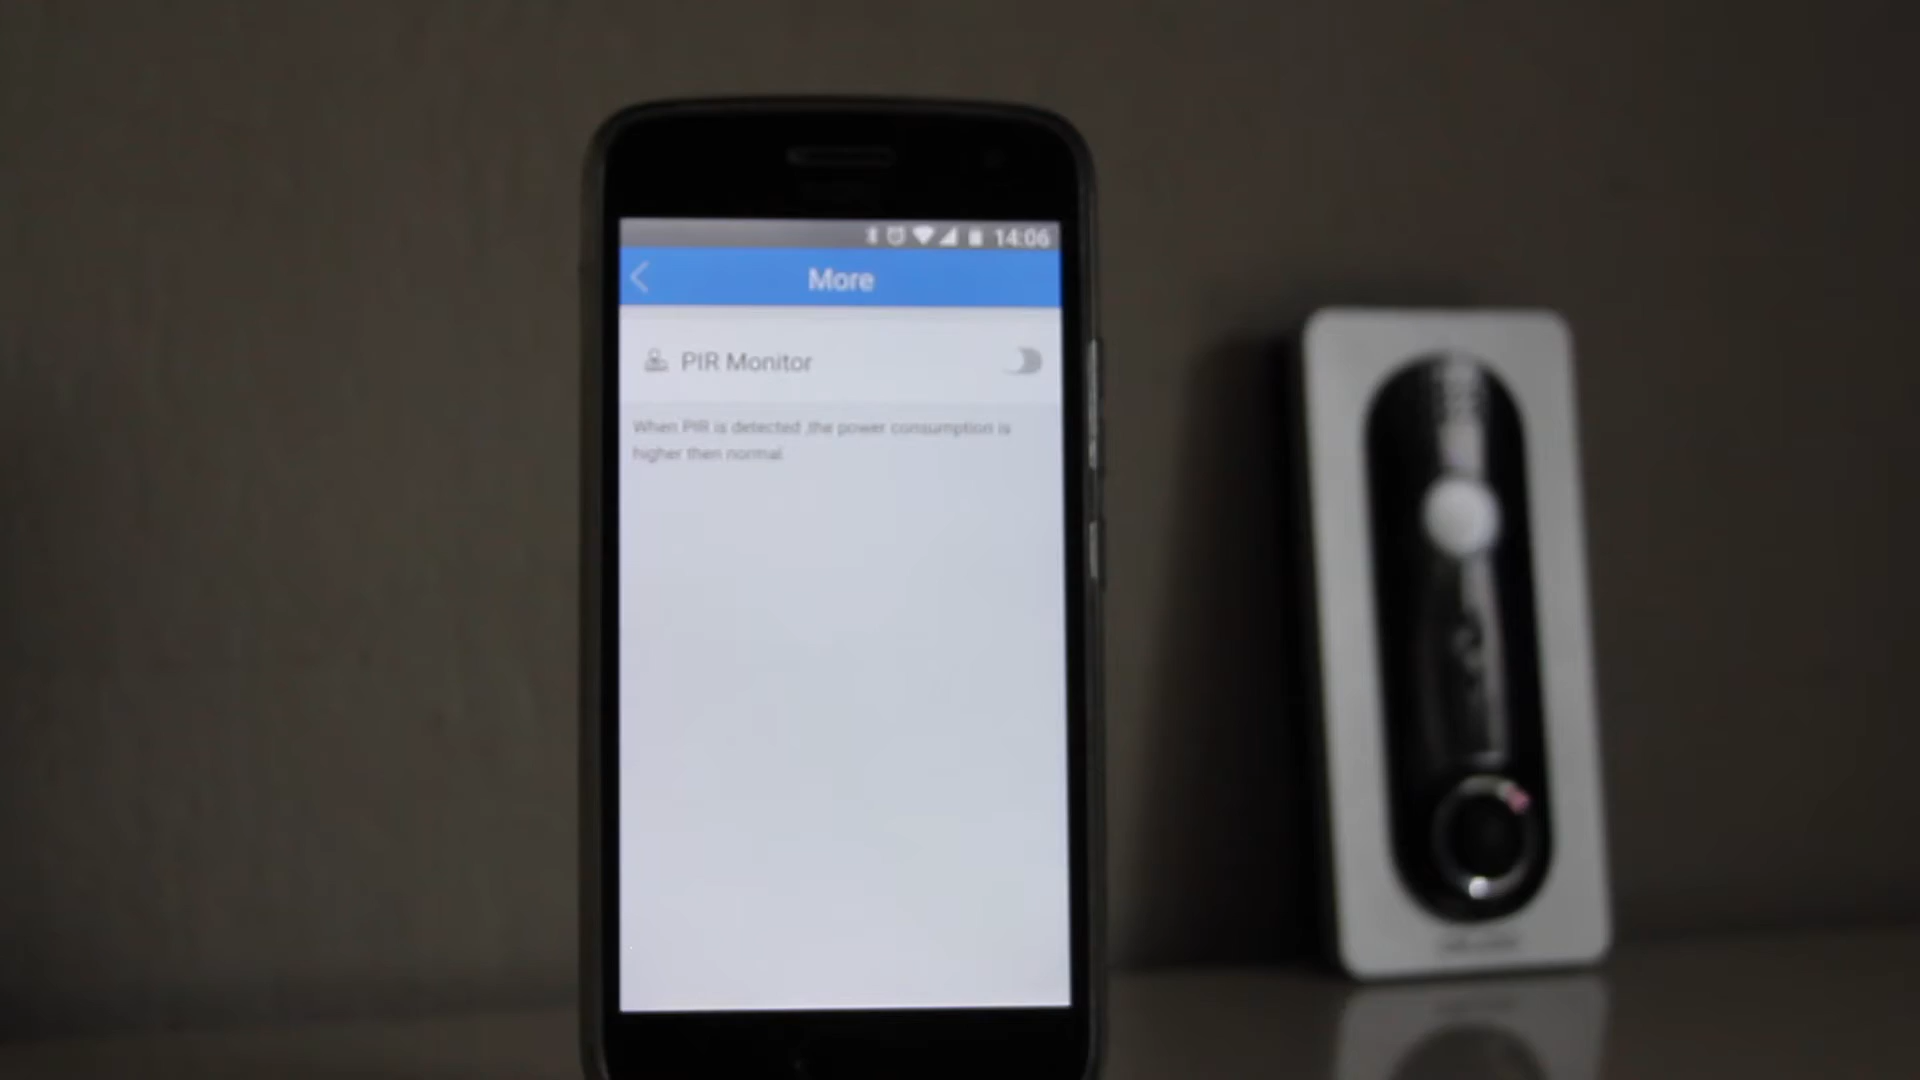 14:06
More
PIR Monitor
When PIR is detected ,the power consumption is
higher then normal.